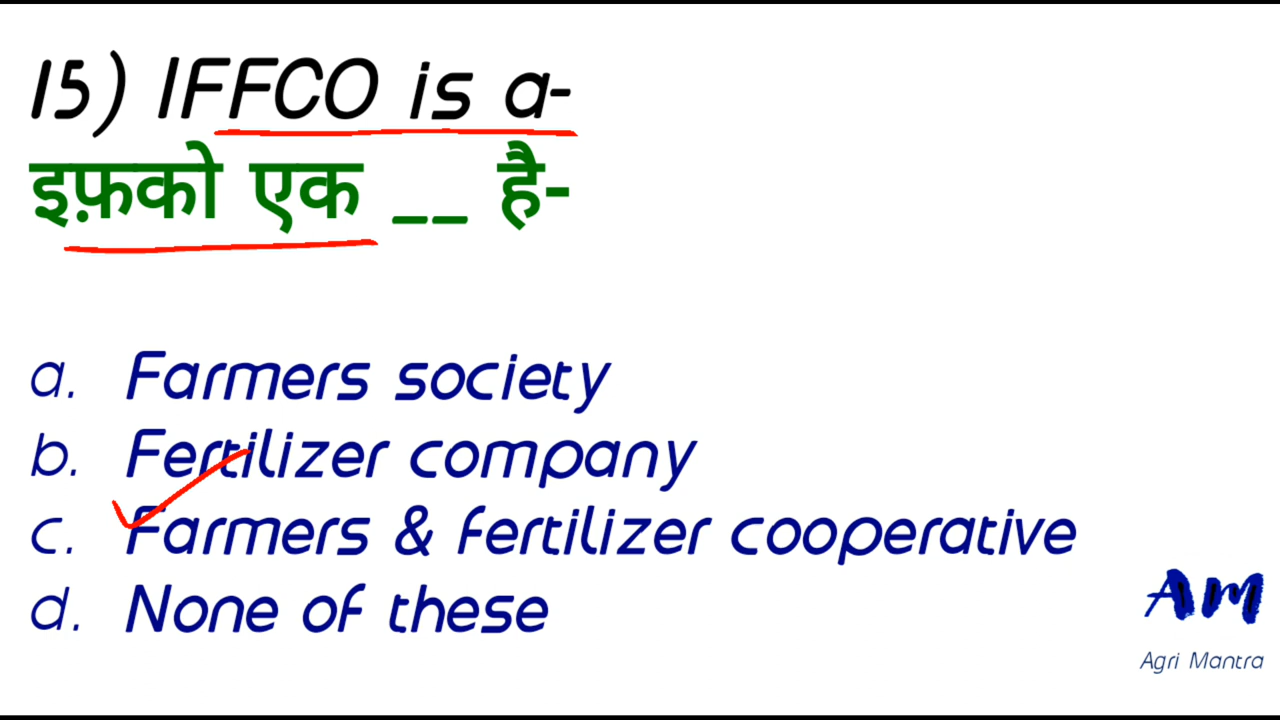 15) IFFCO is a-
इफ़को एक __ है-
a. Farmers society
b. Fertilizer company
c. Farmers & fertilizer cooperative
d. None of these
AM
Agri Mantra